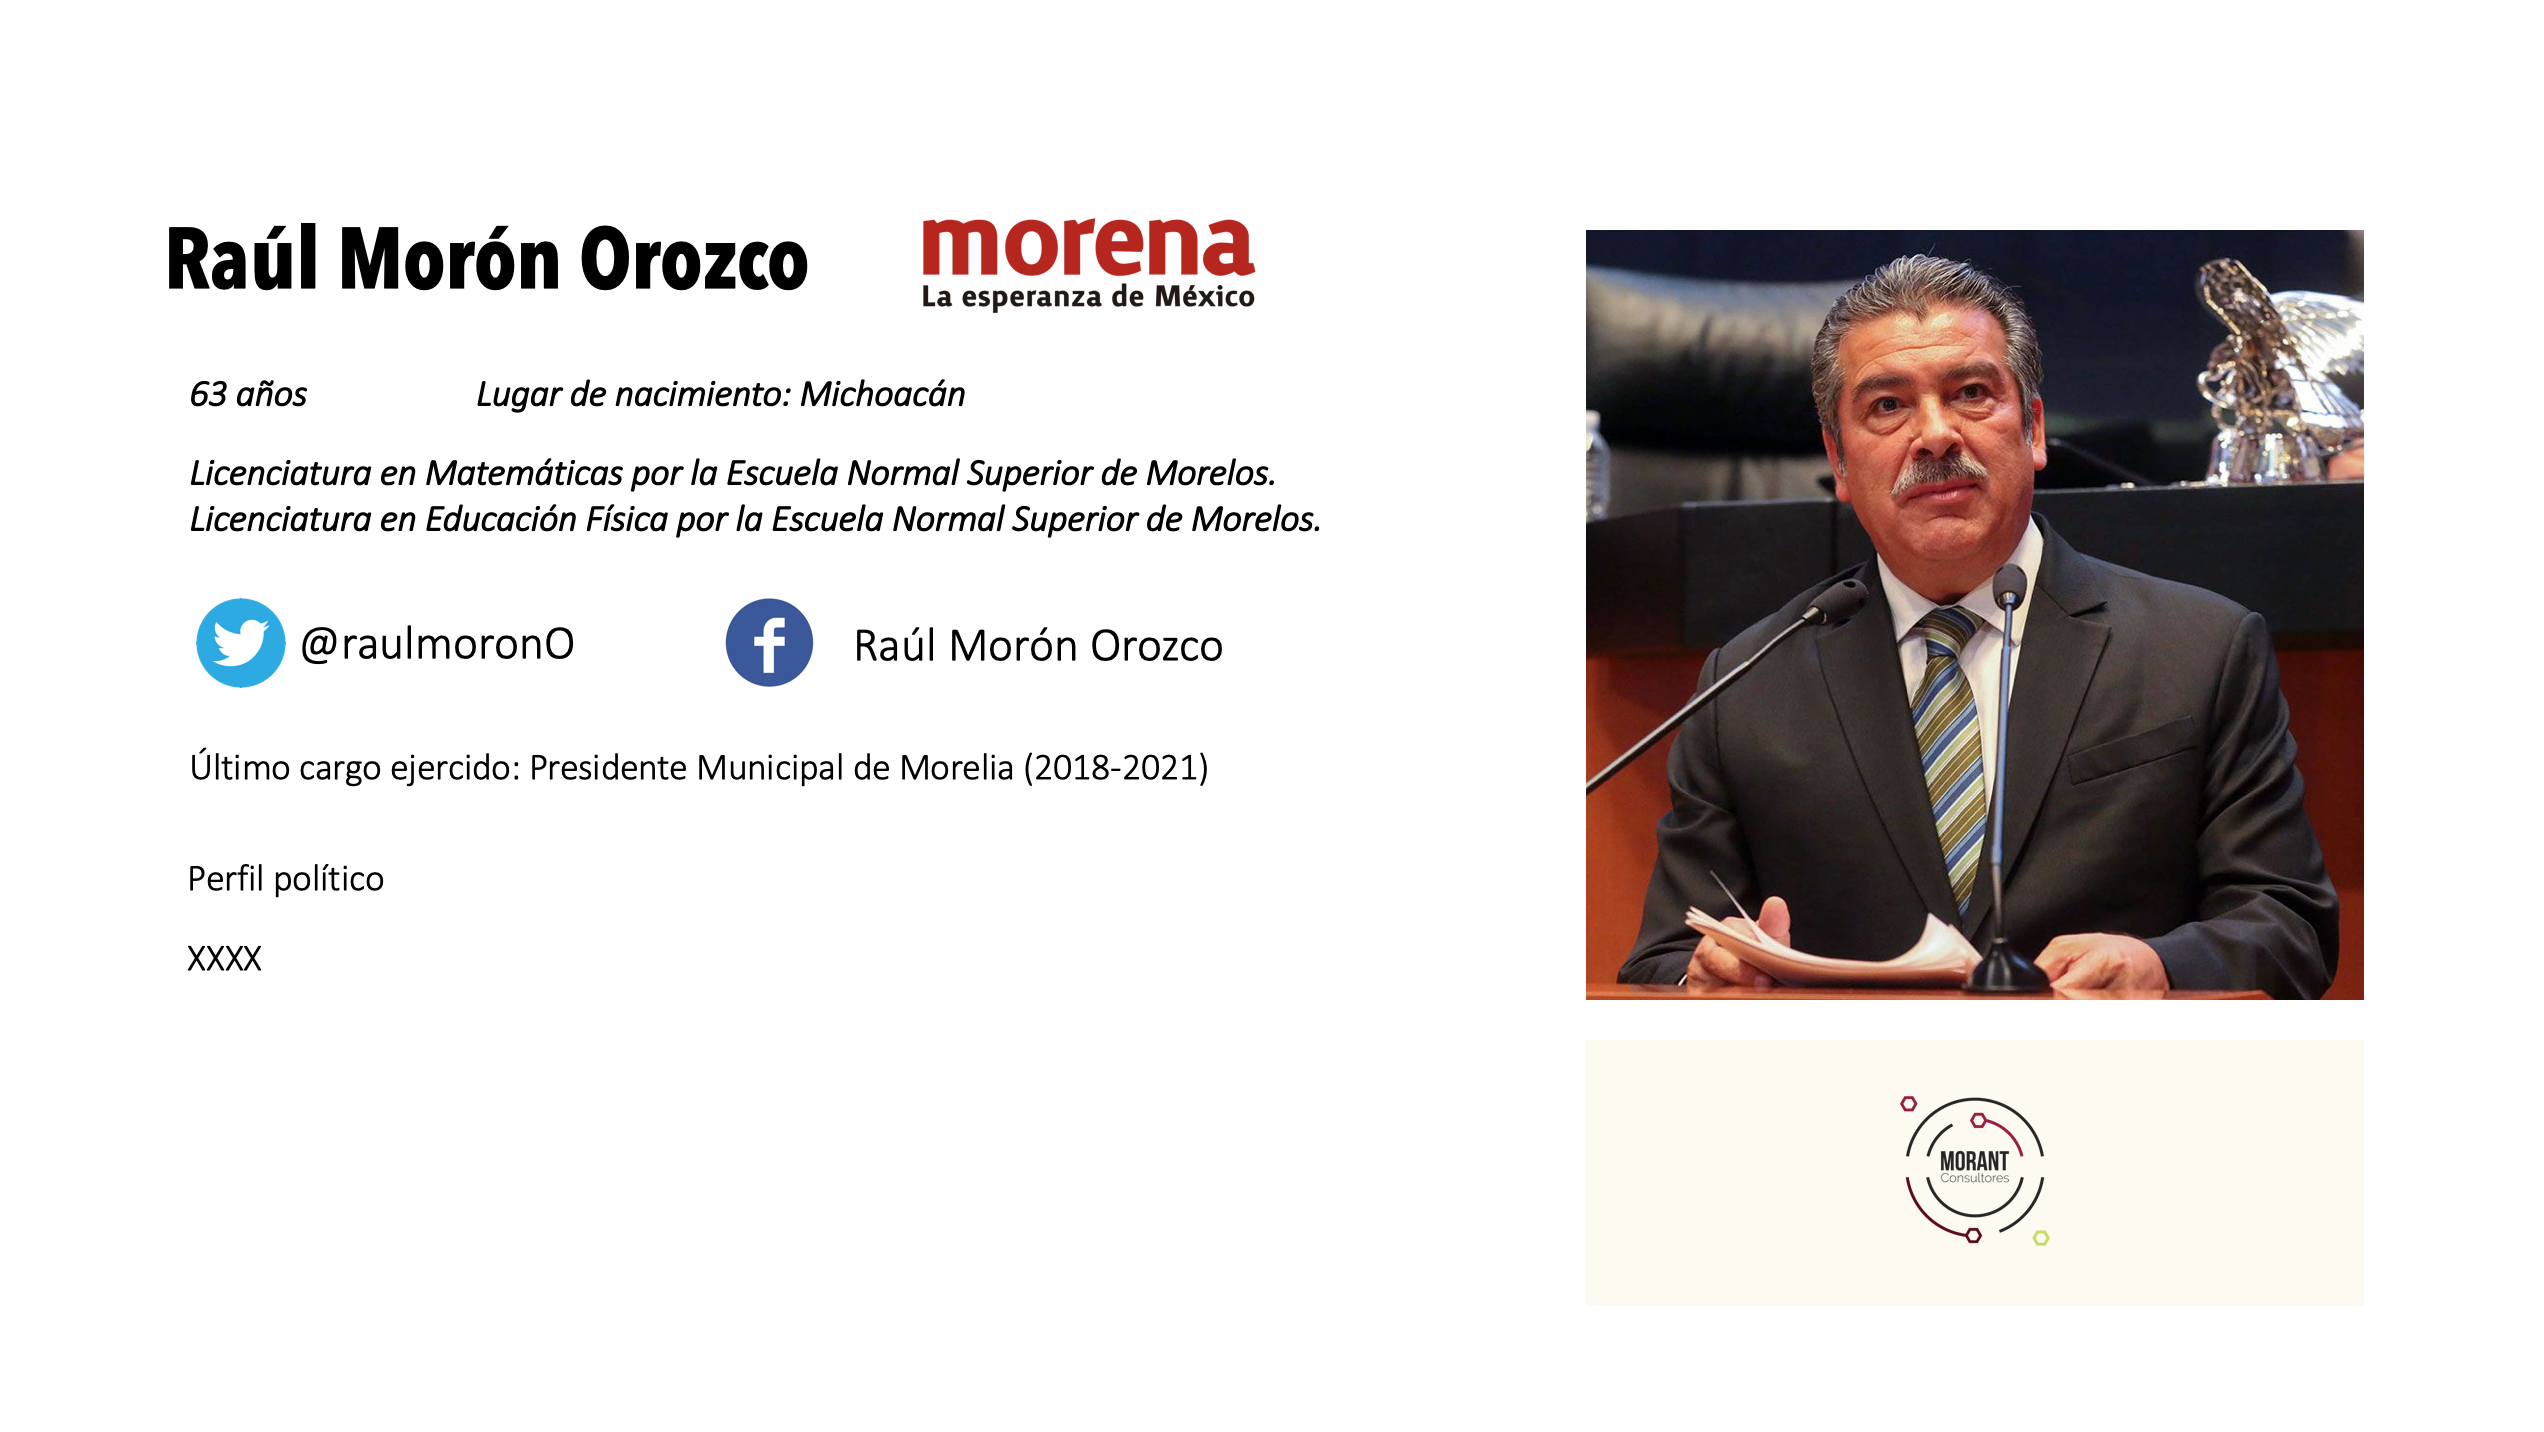 Raúl Morón Orozco
morena
La esperanza de México
63 años
Lugar de nacimiento: Michoacán
Licenciatura en Matemáticas por la Escuela Normal Superior de Morelos.
Licenciatura en Educación Física por la Escuela Normal Superior de Morelos.
@raulmoronO
Raúl Morón Orozco
Último cargo ejercido: Presidente Municipal de Morelia (2018-2021)
Perfil político
XXXX
MORANT
Consultores